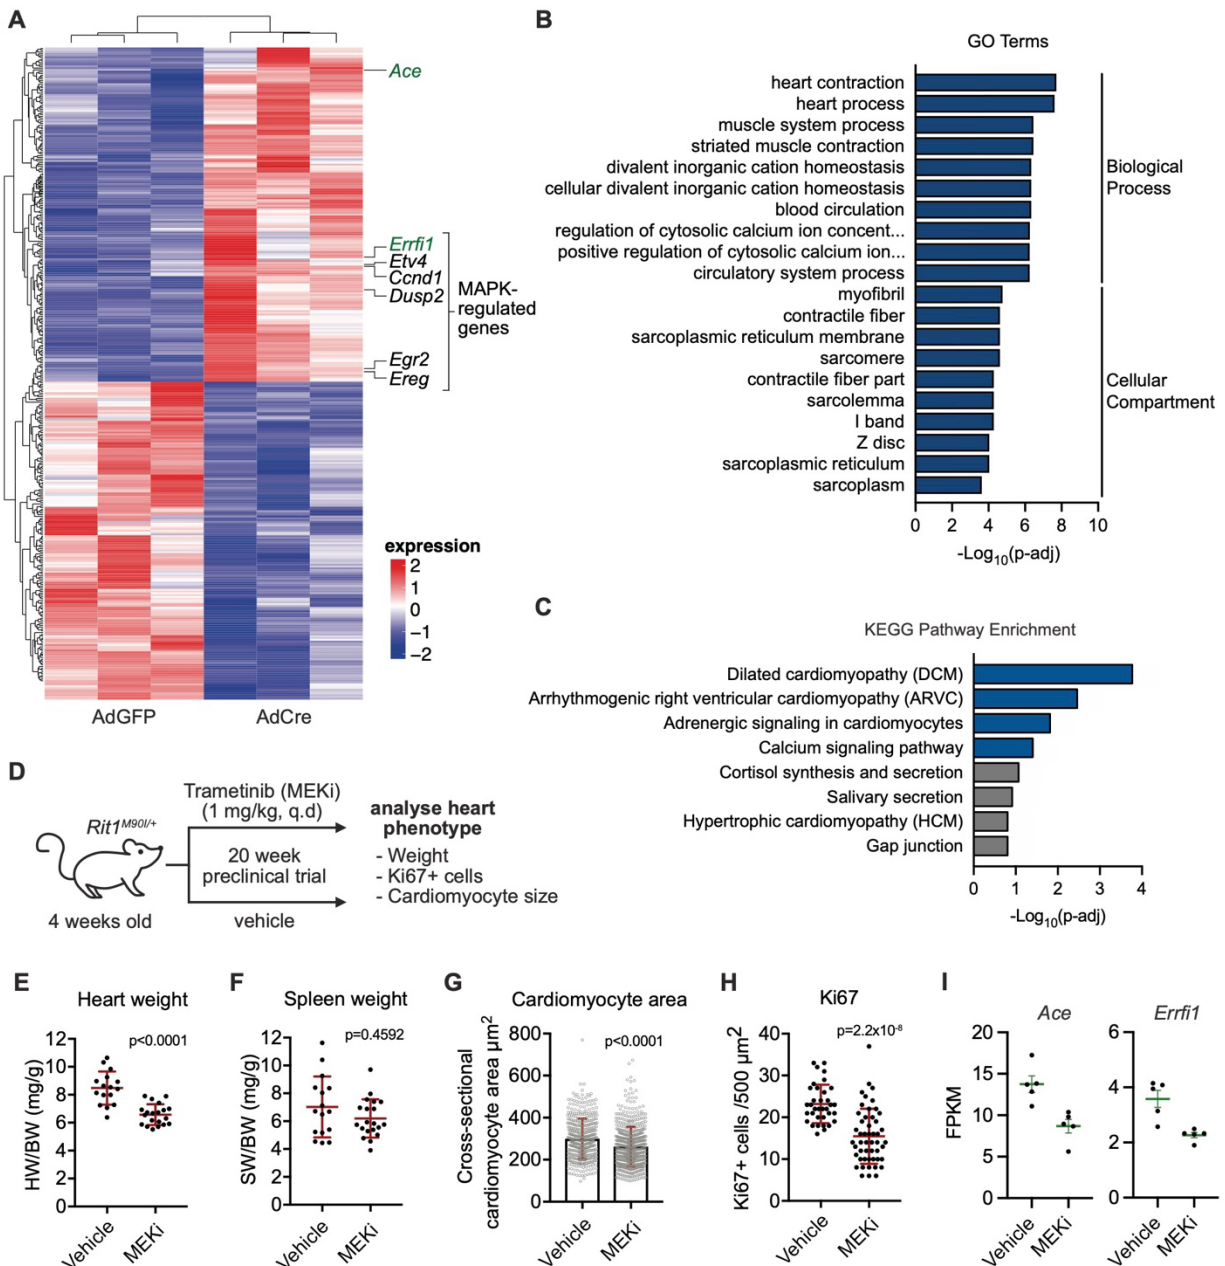 A
Ace
Errfi1
Etv4
Ccnd1
Dusp2
MAPK-
regulated
genes
Egr2
Ereg
expression
2
1
0
−1
−2
AdGFP
AdCre
B
GO Terms
heart contraction
heart process
muscle system process
striated muscle contraction
divalent inorganic cation homeostasis
cellular divalent inorganic cation homeostasis
blood circulation
regulation of cytosolic calcium ion concent...
positive regulation of cytosolic calcium ion...
circulatory system process
Biological
Process
myofibril
contractile fiber
sarcoplasmic reticulum membrane
sarcomere
contractile fiber part
sarcolemma
I band
Z disc
sarcoplasmic reticulum
sarcoplasm
Cellular
Compartment
0 2 4 6 8 10
-Log10(p-adj)
C
KEGG Pathway Enrichment
Dilated cardiomyopathy (DCM)
Arrhythmogenic right ventricular cardiomyopathy (ARVC)
Adrenergic signaling in cardiomyocytes
Calcium signaling pathway
Cortisol synthesis and secretion
Salivary secretion
Hypertrophic cardiomyopathy (HCM)
Gap junction
0 1 2 3 4
-Log10(p-adj)
D
Rit1M90I/+
4 weeks old
Trametinib (MEKi)
(1 mg/kg, q.d)
20 week
preclinical trial
vehicle
analyse heart
phenotype
- Weight
- Ki67+ cells
- Cardiomyocyte size
E
Heart weight
p<0.0001
HW/BW (mg/g)
12
10
8
6
4
2
0
Vehicle
MEKi
F
Spleen weight
p=0.4592
SW/BW (mg/g)
12
10
8
6
4
2
0
Vehicle
MEKi
G
Cardiomyocyte area
p<0.0001
Cross-sectional
cardiomyocyte area µm2
800
600
400
200
0
Vehicle
MEKi
H
Ki67
p=2.2x10-8
Ki67+ cells /500 µm2
40
30
20
10
0
Vehicle
MEKi
I
Ace
FPKM
20
15
10
5
0
Vehicle
MEKi
Errfi1
6
4
2
0
Vehicle
MEKi